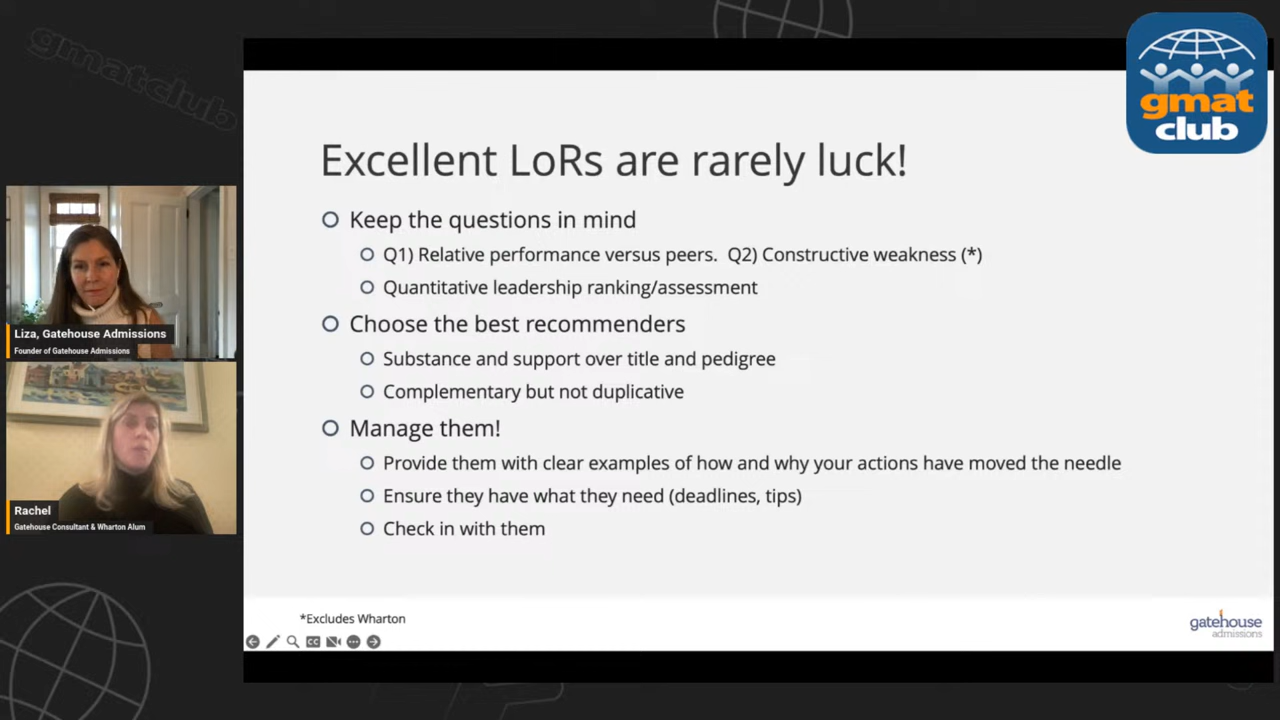 gmatclub
gmat
club
Excellent LoRs are rarely luck!
Keep the questions in mind
Q1) Relative performance versus peers. Q2) Constructive weakness (*)
Quantitative leadership ranking/assessment
Choose the best recommenders
Substance and support over title and pedigree
Complementary but not duplicative
Manage them!
Provide them with clear examples of how and why your actions have moved the needle
Ensure they have what they need (deadlines, tips)
Check in with them
*Excludes Wharton
gatehouse
admissions
CC
Liza, Gatehouse Admissions
Founder of Gatehouse Admissions
Rachel
Gatehouse Consultant & Wharton Alum